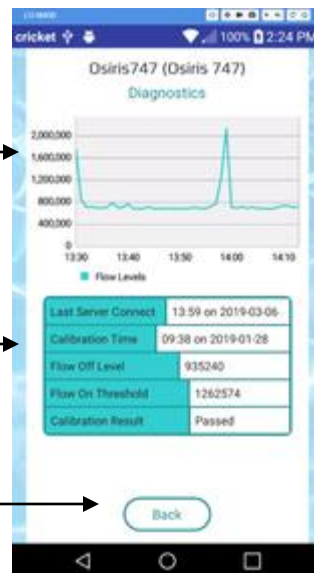 cricket 100% 2:24 PM
Osiris747 (Osiris 747)
Diagnostics
2,000,000
1,600,000
1,200,000
800,000
400,000
0
13:30 13:40 13:50 14:00 14:10
Flow Levels
Last Server Connect 13:59 on 2019-03-06
Calibration Time 09:38 on 2019-01-28
Flow Off Level 935240
Flow On Threshold 1262574
Calibration Result Passed
Back